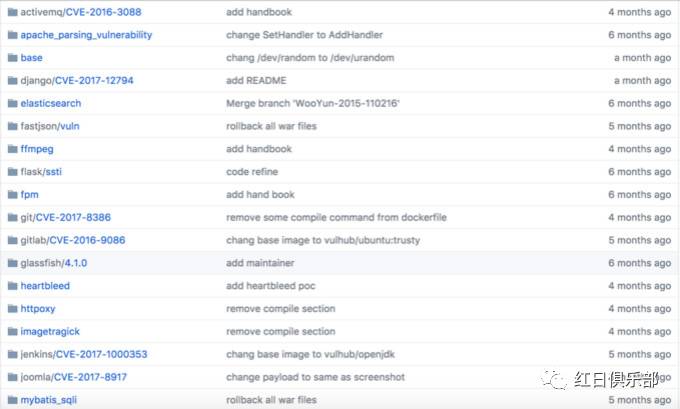 activemq/CVE-2016-3088 add handbook 4 months ago
apache_parsing_vulnerability change SetHandler to AddHandler 6 months ago
base chang /dev/random to /dev/urandom a month ago
django/CVE-2017-12794 add README a month ago
elasticsearch Merge branch 'WooYun-2015-110216' 6 months ago
fastjson/vuln rollback all war files 5 months ago
ffmpeg add handbook 4 months ago
flask/ssti code refine 6 months ago
fpm add hand book 6 months ago
git/CVE-2017-8386 remove some compile command from dockerfile 4 months ago
gitlab/CVE-2016-9086 chang base image to vulhub/ubuntu:trusty 5 months ago
glassfish/4.1.0 add maintainer 6 months ago
heartbleed add heartbleed poc 4 months ago
httpoxy remove compile section 4 months ago
imagetragick remove compile section 4 months ago
jenkins/CVE-2017-1000353 chang base image to vulhub/openjdk 5 months ago
joomla/CVE-2017-8917 change payload to same as screenshot months ago
红日俱乐部
mybatis_sqli rollback all war files 5 months ago